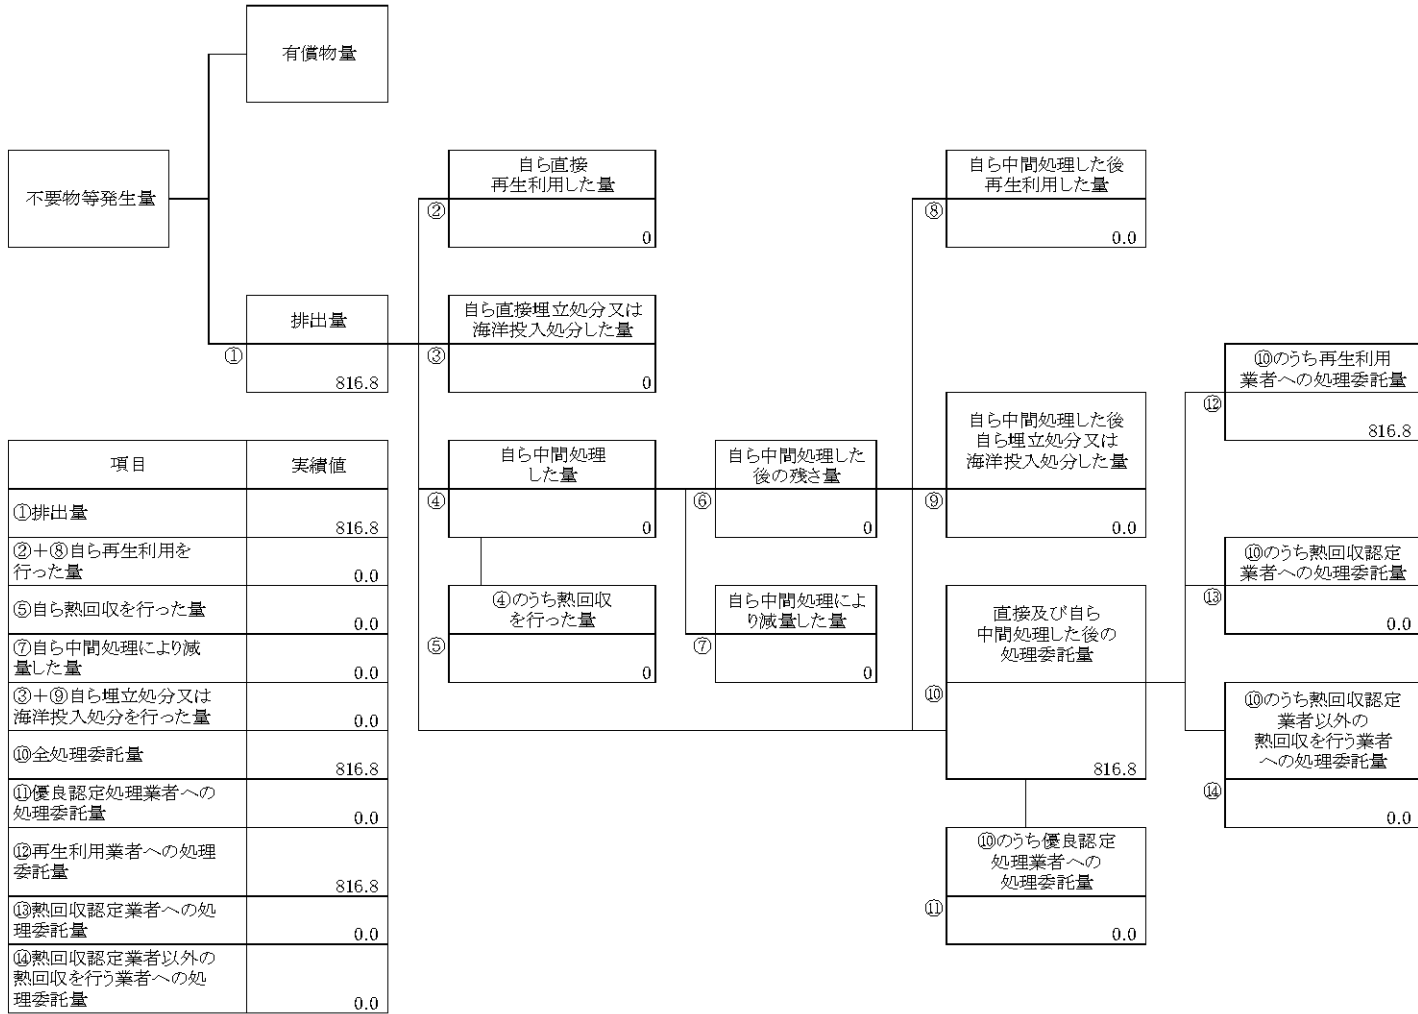 有償物量
不要物等発生量
排出量
①
816.8
自ら直接
再生利用した量
②
0
自ら直接埋立処分又は
海洋投入処分した量
③
0
自ら中間処理
した量
④
0
④のうち熱回収
を行った量
⑤
0
自ら中間処理した
後の残さ量
⑥
0
自ら中間処理によ
り減量した量
⑦
0
自ら中間処理した後
再生利用した量
⑧
0.0
自ら中間処理した後
自ら埋立処分又は
海洋投入処分した量
⑨
0.0
直接及び自ら
中間処理した後の
処理委託量
⑩
816.8
⑩のうち優良認定
処理業者への
処理委託量
⑪
0.0
⑩のうち再生利用
業者への処理委託量
⑫
816.8
⑩のうち熱回収認定
業者への処理委託量
⑬
0.0
⑩のうち熱回収認定
業者以外の
熱回収を行う業者
への処理委託量
⑭
0.0
項目 実績値
①排出量
816.8
②+⑧自ら再生利用を
行った量
0.0
⑤自ら熱回収を行った量
0.0
⑦自ら中間処理により減
量した量
0.0
③+⑨自ら埋立処分又は
海洋投入処分を行った量
0.0
⑩全処理委託量
816.8
⑪優良認定処理業者への
処理委託量
0.0
⑫再生利用業者への処理
委託量
816.8
⑬熱回収認定業者への処
理委託量
0.0
⑭熱回収認定業者以外の
熱回収を行う業者への処
理委託量
0.0